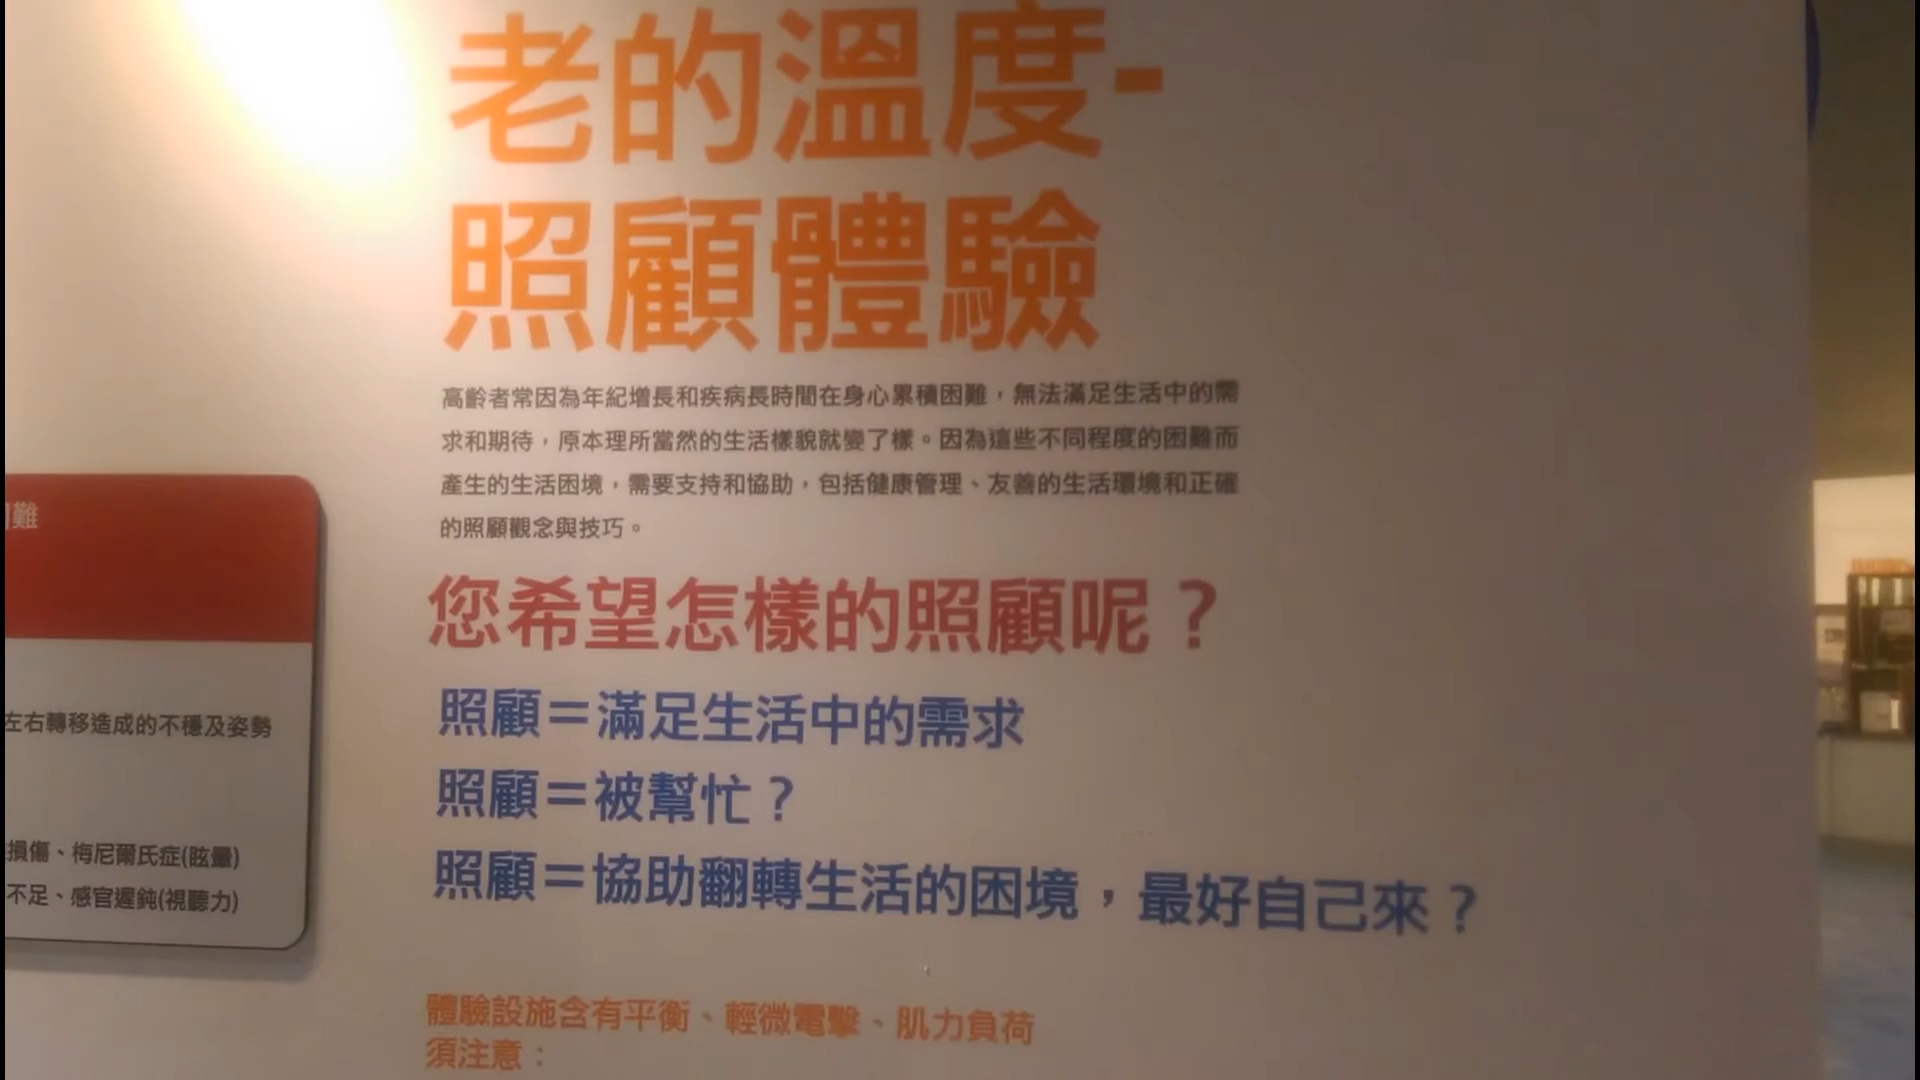 老的溫度-
照顧體驗
高齡者常因為年紀增長和疾病長時間在身心累積困難，無法滿足生活中的需
求和期待，原本理所當然的生活樣貌就變了樣。因為這些不同程度的困難而
產生的生活困境，需要支持和協助，包括健康管理、友善的生活環境和正確
的照顧觀念與技巧。
您希望怎樣的照顧呢？
照顧＝滿足生活中的需求
照顧＝被幫忙？
照顧＝協助翻轉生活的困境，最好自己來？
體驗設施含有平衡、輕微電擊、肌力負荷
須注意：
難
左右轉移造成的不穩及姿勢
損傷、梅尼爾氏症(眩暈)
不足、感官遲鈍(視聽力)